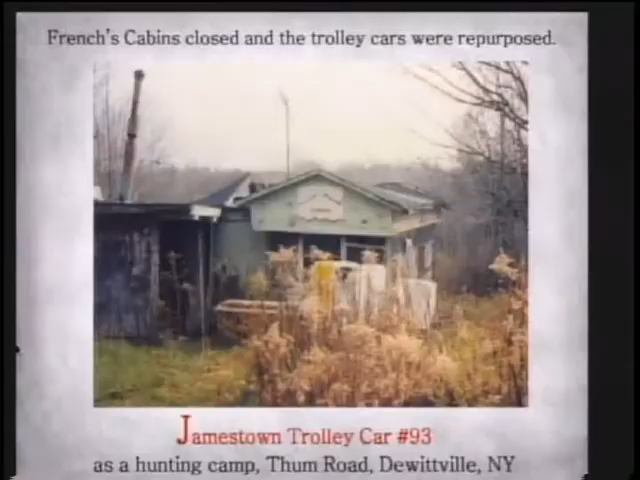 French's Cabins closed and the trolley cars were repurposed.
Jamestown Trolley Car #93
as a hunting camp, Thum Road, Dewittville, NY